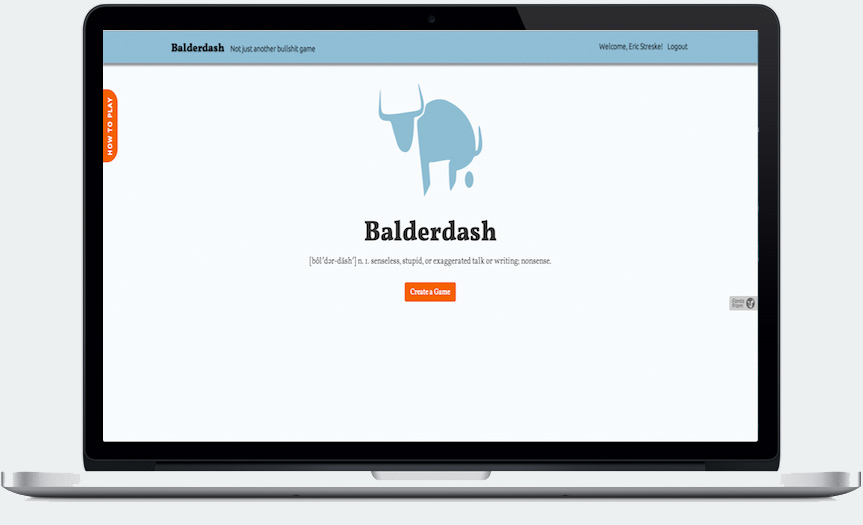 Balderdash Not just another bullshit game
Welcome, Eric Streske! Logout
HOW TO PLAY
Balderdash
[bôl′dər-dăsh′] n. 1. senseless, stupid, or exaggerated talk or writing; nonsense.
Create a Game